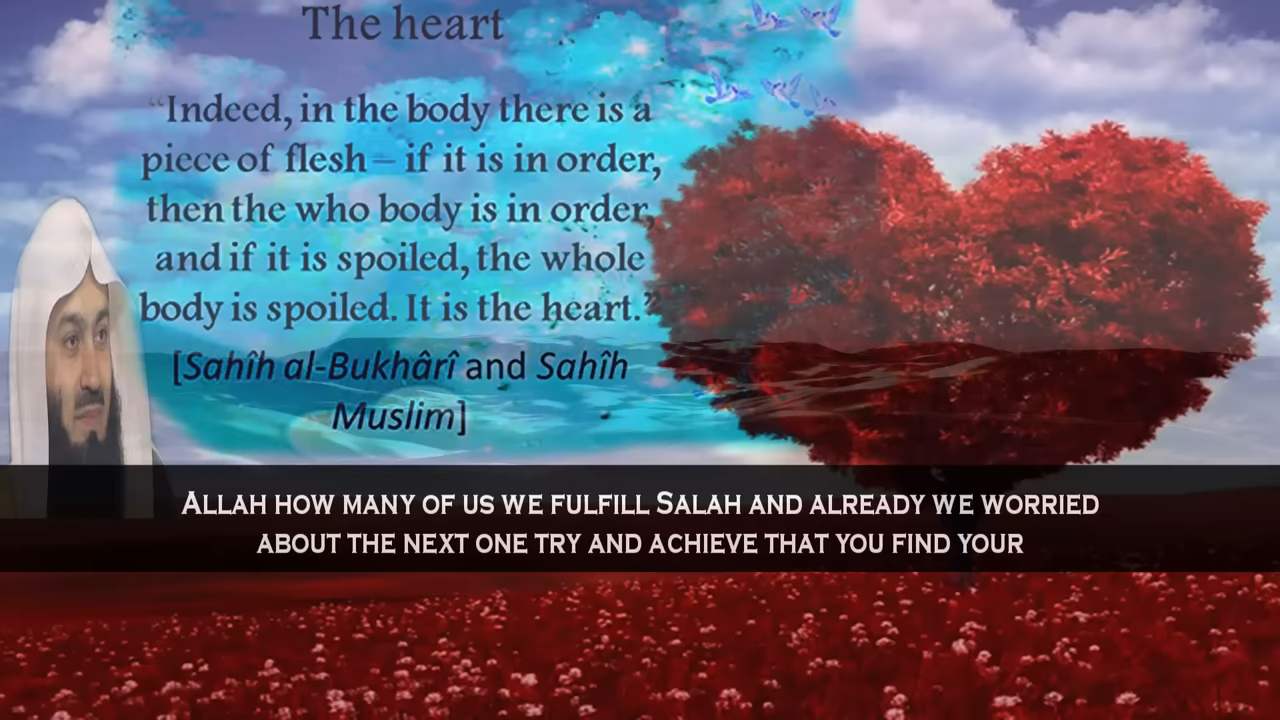 The heart
“Indeed, in the body there is a
piece of flesh – if it is in order,
then the who body is in order,
and if it is spoiled, the whole
body is spoiled. It is the heart.”
[Sahîh al-Bukhârî and Sahîh
Muslim]
ALLAH HOW MANY OF US WE FULFILL SALAH AND ALREADY WE WORRIED
ABOUT THE NEXT ONE TRY AND ACHIEVE THAT YOU FIND YOUR